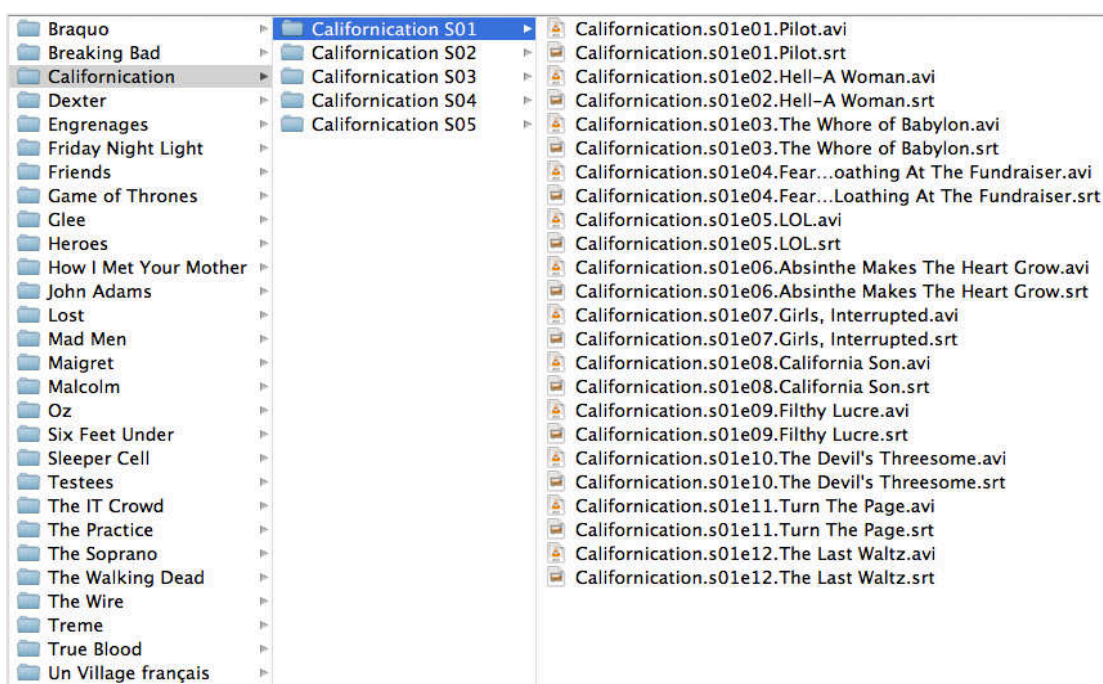 Braquo
Breaking Bad
Californication
Dexter
Engrenages
Friday Night Light
Friends
Game of Thrones
Glee
Heroes
How I Met Your Mother
John Adams
Lost
Mad Men
Maigret
Malcolm
Oz
Six Feet Under
Sleeper Cell
Testees
The IT Crowd
The Practice
The Soprano
The Walking Dead
The Wire
Treme
True Blood
Un Village français
Californication S01
Californication S02
Californication S03
Californication S04
Californication S05
Californication.s01e01.Pilot.avi
Californication.s01e01.Pilot.srt
Californication.s01e02.Hell-A Woman.avi
Californication.s01e02.Hell-A Woman.srt
Californication.s01e03.The Whore of Babylon.avi
Californication.s01e03.The Whore of Babylon.srt
Californication.s01e04.Fear...oathing At The Fundraiser.avi
Californication.s01e04.Fear...Loathing At The Fundraiser.srt
Californication.s01e05.LOL.avi
Californication.s01e05.LOL.srt
Californication.s01e06.Absinthe Makes The Heart Grow.avi
Californication.s01e06.Absinthe Makes The Heart Grow.srt
Californication.s01e07.Girls, Interrupted.avi
Californication.s01e07.Girls, Interrupted.srt
Californication.s01e08.California Son.avi
Californication.s01e08.California Son.srt
Californication.s01e09.Filthy Lucre.avi
Californication.s01e09.Filthy Lucre.srt
Californication.s01e10.The Devil's Threesome.avi
Californication.s01e10.The Devil's Threesome.srt
Californication.s01e11.Turn The Page.avi
Californication.s01e11.Turn The Page.srt
Californication.s01e12.The Last Waltz.avi
Californication.s01e12.The Last Waltz.srt